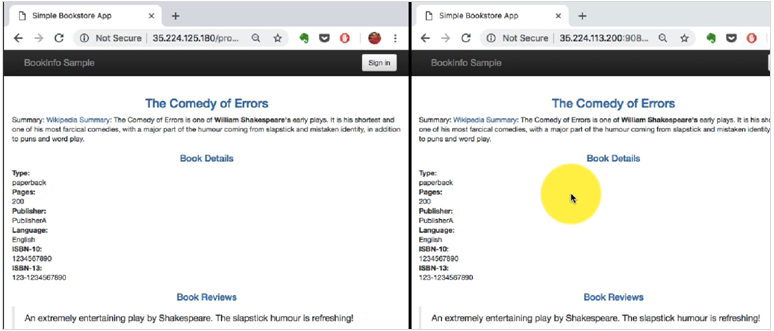 Simple Bookstore App
Not Secure 35.224.125.180/pro...
BookInfo Sample
Sign in
The Comedy of Errors
Summary: Wikipedia Summary: The Comedy of Errors is one of William Shakespeare's early plays. It is his shortest and
one of his most farcical comedies, with a major part of the humour coming from slapstick and mistaken identity, in addition
to puns and word play.
Book Details
Type:
paperback
Pages:
200
Publisher:
PublisherA
Language:
English
ISBN-10:
1234567890
ISBN-13:
123-1234567890
Book Reviews
An extremely entertaining play by Shakespeare. The slapstick humour is refreshing!
Simple Bookstore App
Not Secure 35.224.113.200:908...
BookInfo Sample
The Comedy of Errors
Summary: Wikipedia Summary: The Comedy of Errors is one of William Shakespeare's early plays. It is his shor
one of his most farcical comedies, with a major part of the humour coming from slapstick and mistaken identity
to puns and word play.
Book Details
Type:
paperback
Pages:
200
Publisher:
PublisherA
Language:
English
ISBN-10:
1234567890
ISBN-13:
123-1234567890
Book Reviews
An extremely entertaining play by Shakespeare. The slapstick humour is refreshing!